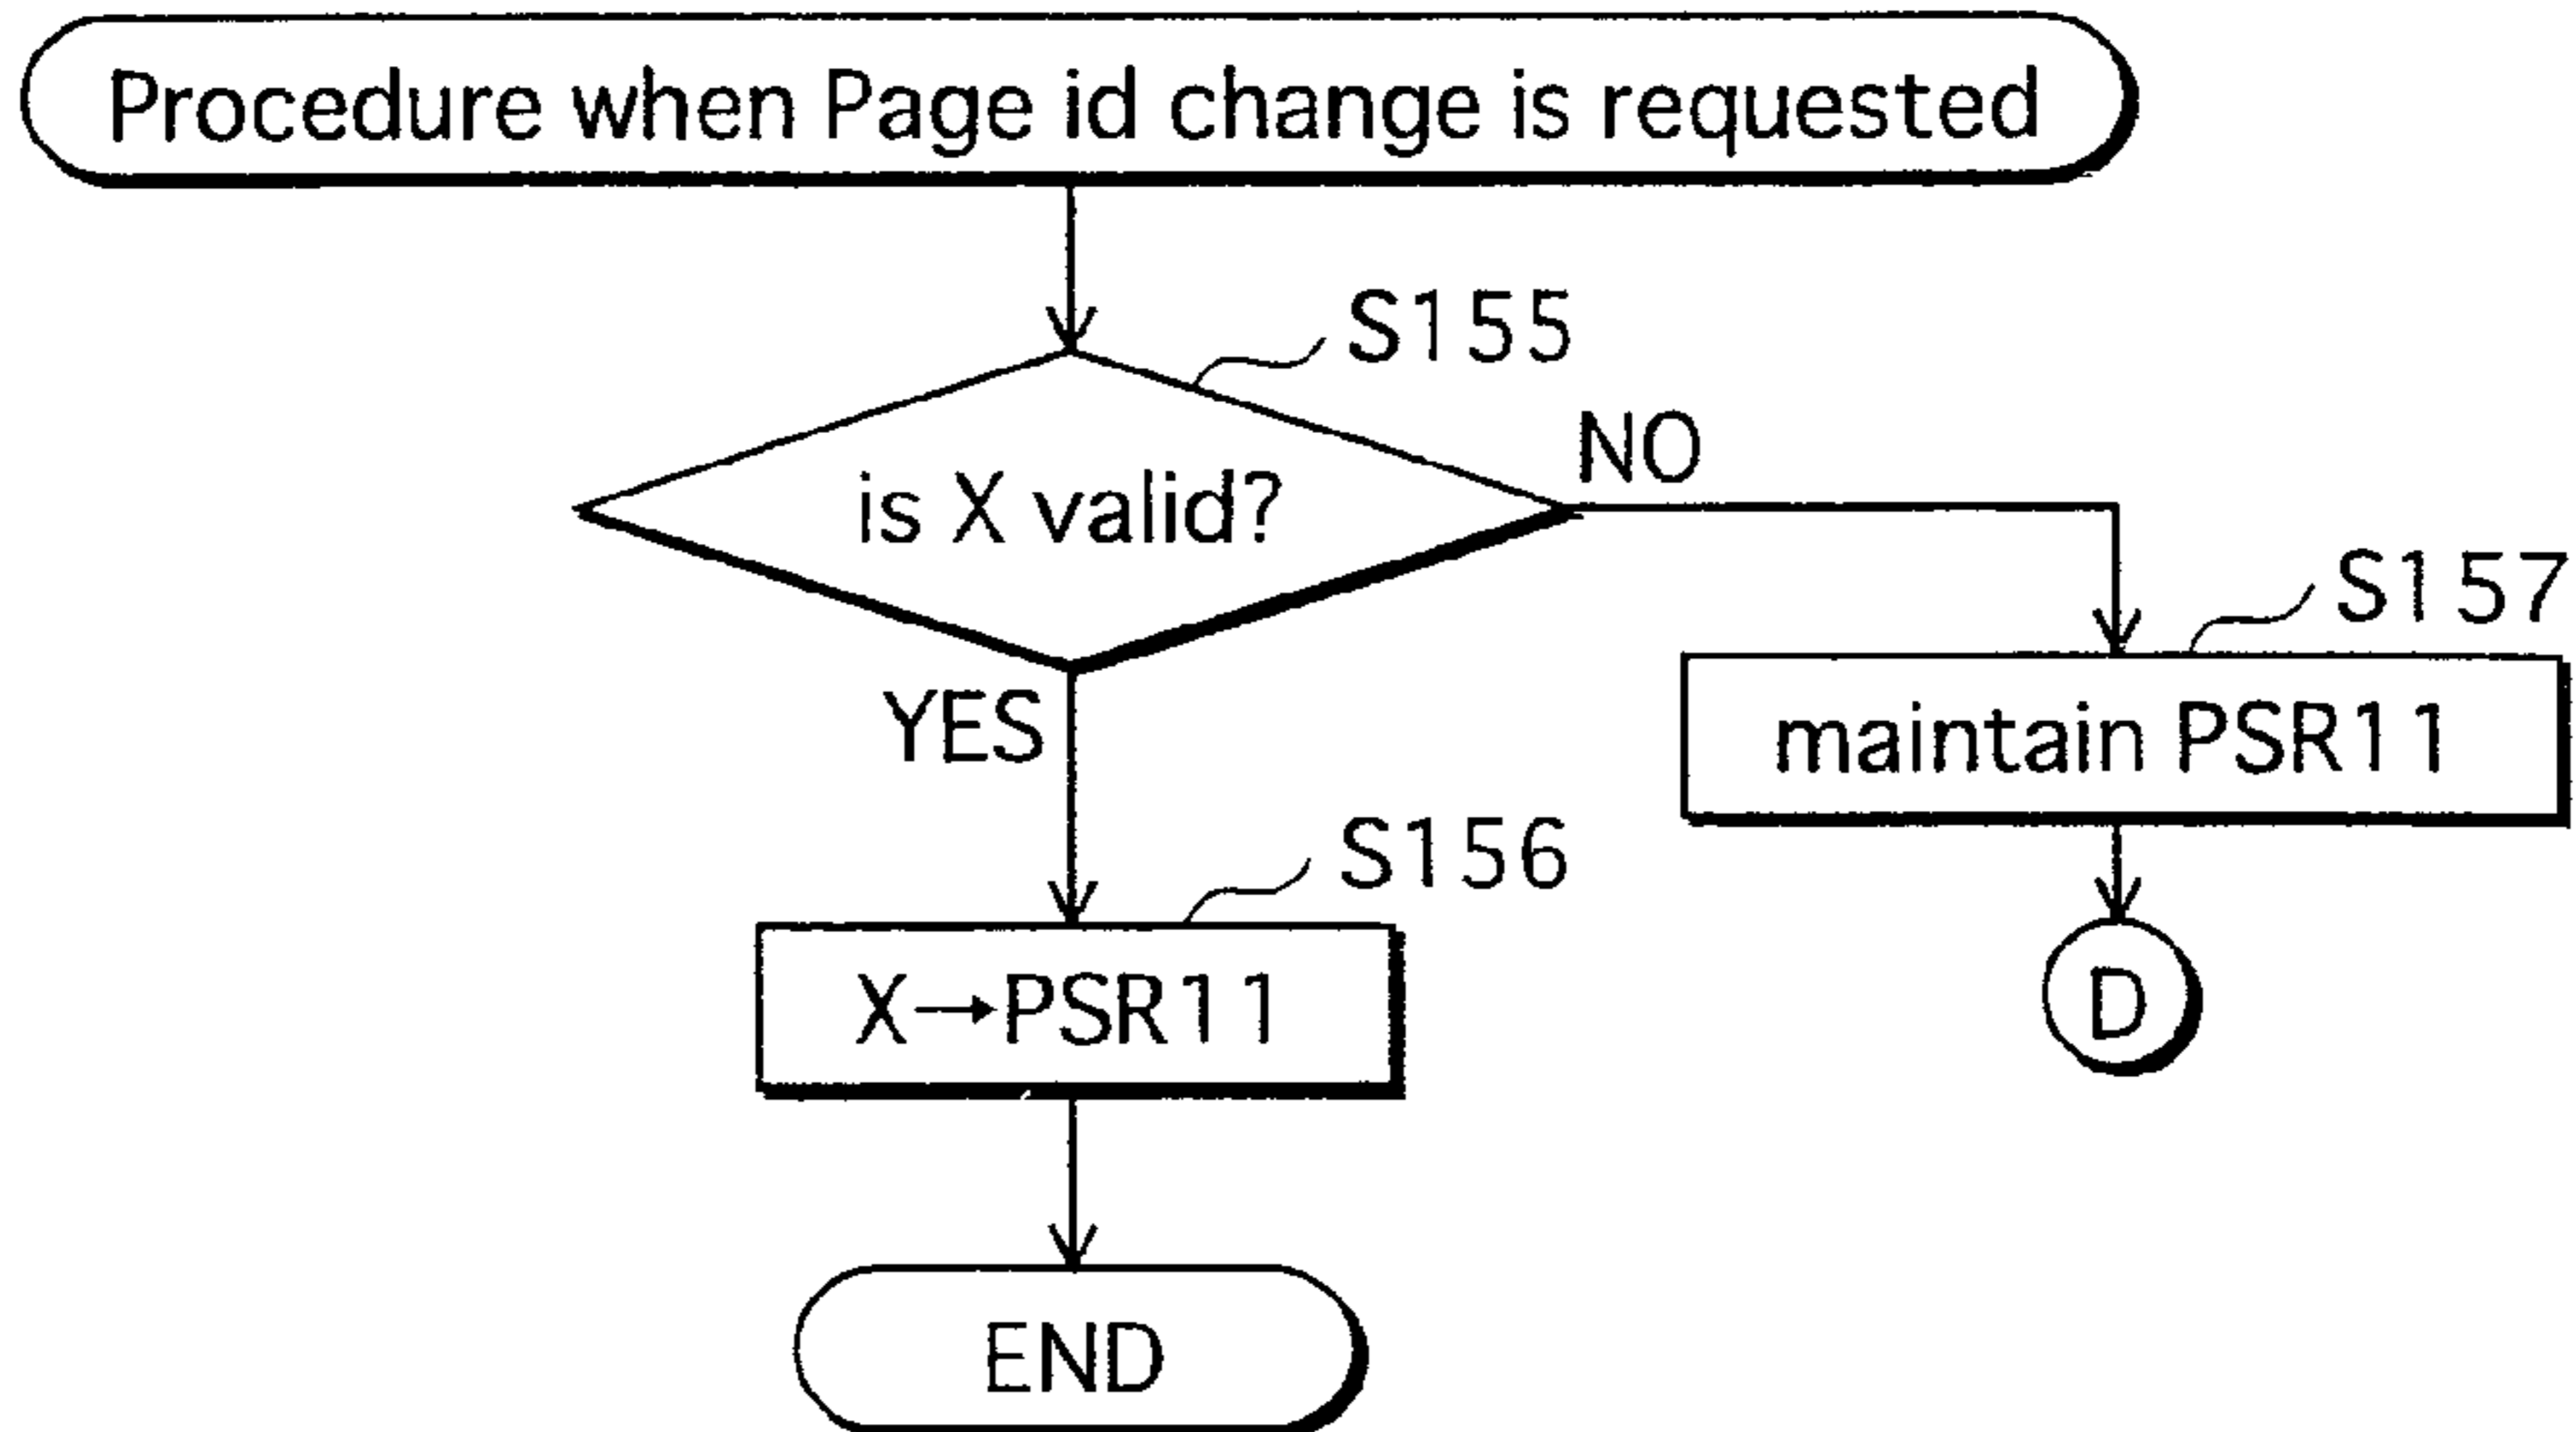 Procedure when Page id change is requested
S155
is X valid?
NO
YES
S157
maintain PSR11
S156
X→PSR11
D
END